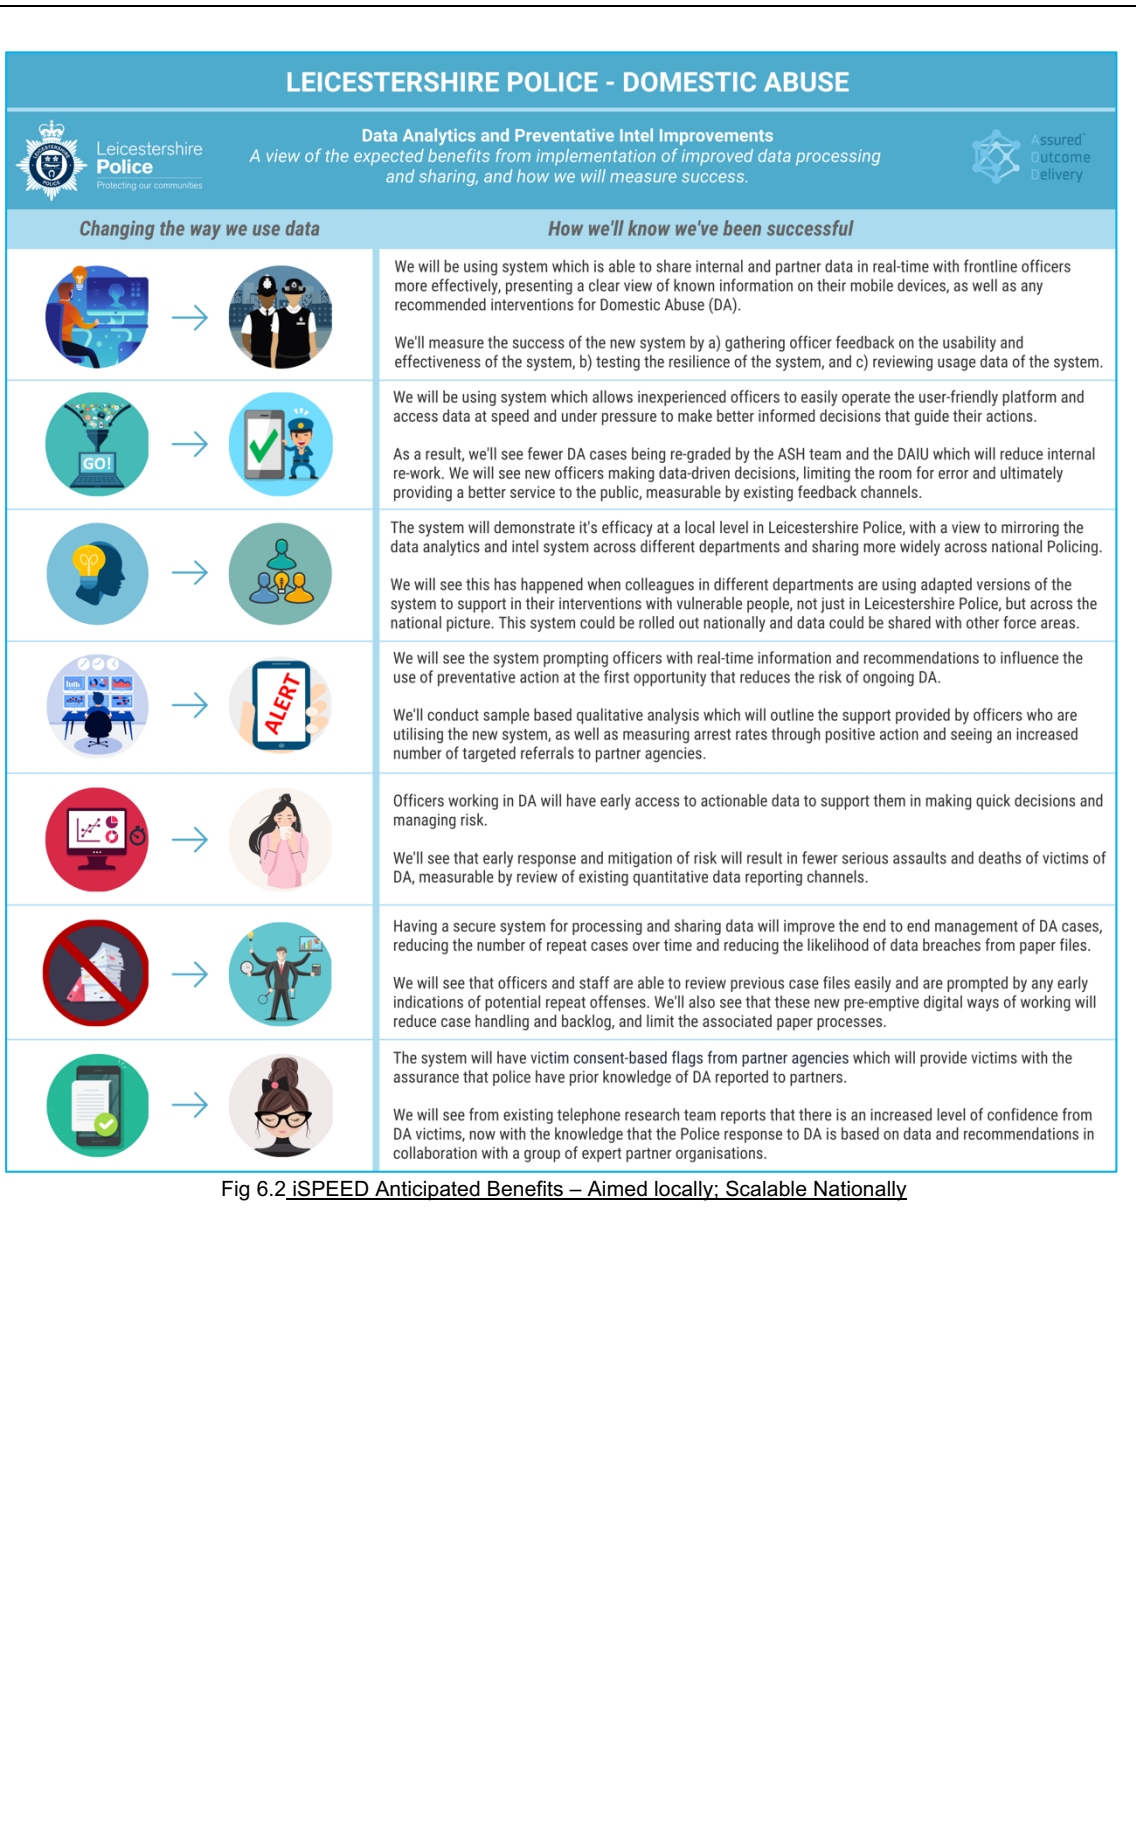 LEICESTERSHIRE POLICE - DOMESTIC ABUSE
Leicestershire
Police
Protecting our communities
Data Analytics and Preventative Intel Improvements
A view of the expected benefits from implementation of improved data processing
and sharing, and how we will measure success.
Assured
Outcome
Delivery
Changing the way we use data
How we'll know we've been successful
We will be using system which is able to share internal and partner data in real-time with frontline officers
more effectively, presenting a clear view of known information on their mobile devices, as well as any
recommended interventions for Domestic Abuse (DA).
We'll measure the success of the new system by a) gathering officer feedback on the usability and
effectiveness of the system, b) testing the resilience of the system, and c) reviewing usage data of the system.
GO!
We will be using system which allows inexperienced officers to easily operate the user-friendly platform and
access data at speed and under pressure to make better informed decisions that guide their actions.
As a result, we'll see fewer DA cases being re-graded by the ASH team and the DAIU which will reduce internal
re-work. We will see new officers making data-driven decisions, limiting the room for error and ultimately
providing a better service to the public, measurable by existing feedback channels.
The system will demonstrate it's efficacy at a local level in Leicestershire Police, with a view to mirroring the
data analytics and intel system across different departments and sharing more widely across national Policing.
We will see this has happened when colleagues in different departments are using adapted versions of the
system to support in their interventions with vulnerable people, not just in Leicestershire Police, but across the
national picture. This system could be rolled out nationally and data could be shared with other force areas.
ALERT
We will see the system prompting officers with real-time information and recommendations to influence the
use of preventative action at the first opportunity that reduces the risk of ongoing DA.
We'll conduct sample based qualitative analysis which will outline the support provided by officers who are
utilising the new system, as well as measuring arrest rates through positive action and seeing an increased
number of targeted referrals to partner agencies.
Officers working in DA will have early access to actionable data to support them in making quick decisions and
managing risk.
We'll see that early response and mitigation of risk will result in fewer serious assaults and deaths of victims of
DA, measurable by review of existing quantitative data reporting channels.
Having a secure system for processing and sharing data will improve the end to end management of DA cases,
reducing the number of repeat cases over time and reducing the likelihood of data breaches from paper files.
We will see that officers and staff are able to review previous case files easily and are prompted by any early
indications of potential repeat offenses. We'll also see that these new pre-emptive digital ways of working will
reduce case handling and backlog, and limit the associated paper processes.
The system will have victim consent-based flags from partner agencies which will provide victims with the
assurance that police have prior knowledge of DA reported to partners.
We will see from existing telephone research team reports that there is an increased level of confidence from
DA victims, now with the knowledge that the Police response to DA is based on data and recommendations in
collaboration with a group of expert partner organisations.
Fig 6.2 iSPEED Anticipated Benefits – Aimed locally; Scalable Nationally